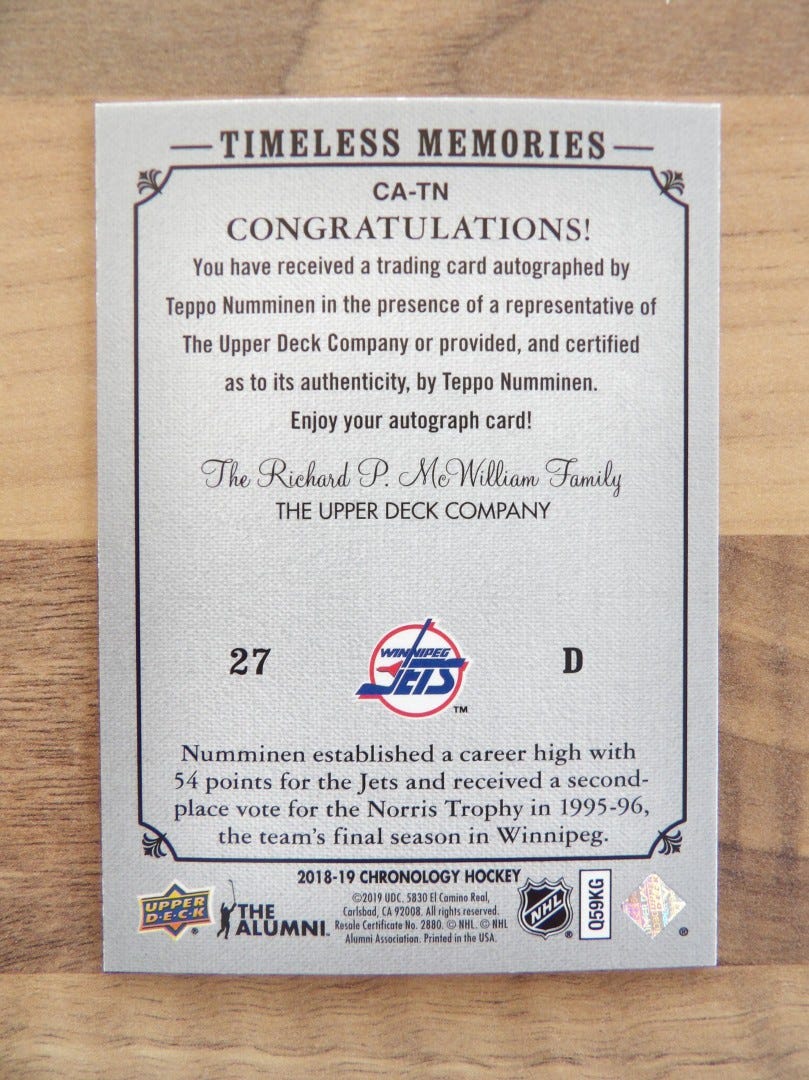 TIMELESS MEMORIES
CA-TN
CONGRATULATIONS!
You have received a trading card autographed by
Teppo Numminen in the presence of a representative of
The Upper Deck Company or provided, and certified
as to its authenticity, by Teppo Numminen.
Enjoy your autograph card!
The Richard P. McWilliam Family
THE UPPER DECK COMPANY
27
WINNIPEG
JETS
TM
D
Numminen established a career high with
54 points for the Jets and received a second-
place vote for the Norris Trophy in 1995-96,
the team's final season in Winnipeg.
2018-19 CHRONOLOGY HOCKEY
UPPER
D·E·C·K
®
THE
ALUMNI
©2019 UDC. 5830 El Camino Real,
Carlsbad, CA 92008. All rights reserved.
Resale Certificate No. 2880. © NHL. © NHL
Alumni Association. Printed in the USA.
NHL
®
Q59KG
®